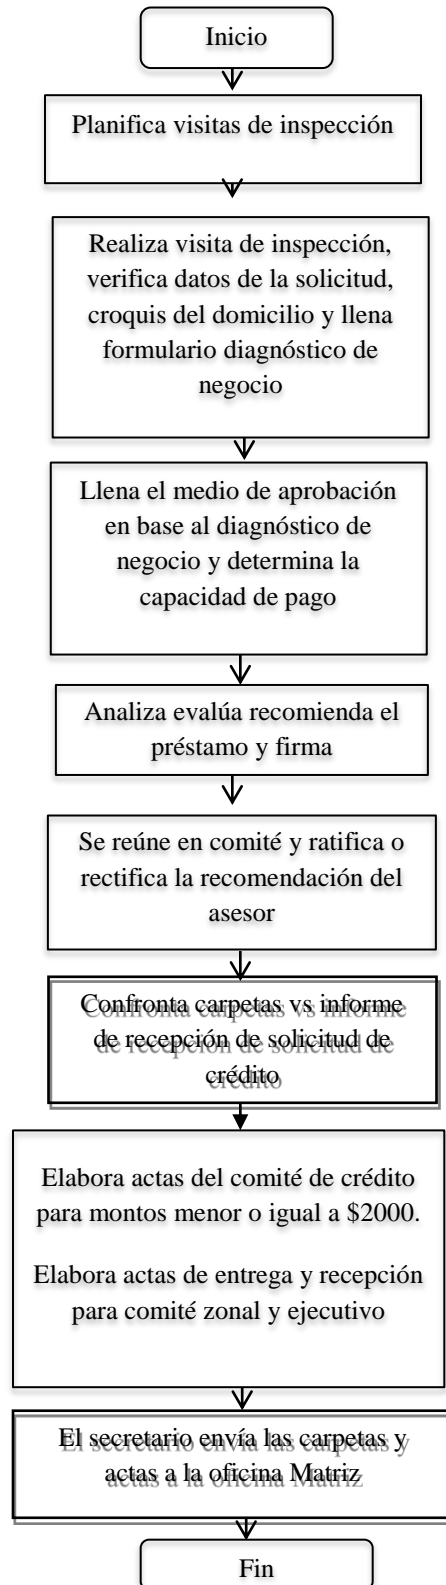 Inicio
Planifica visitas de inspección
Realiza visita de inspección,
verifica datos de la solicitud,
croquis del domicilio y llena
formulario diagnóstico de
negocio
Llena el medio de aprobación
en base al diagnóstico de
negocio y determina la
capacidad de pago
Analiza evalúa recomienda el
préstamo y firma
Se reúne en comité y ratifica o
rectifica la recomendación del
asesor
Confronta carpetas vs informe
de recepción de solicitud de
crédito
Elabora actas del comité de crédito
para montos menor o igual a $2000.
Elabora actas de entrega y recepción
para comité zonal y ejecutivo
El secretario envía las carpetas y
actas a la oficina Matriz
Fin